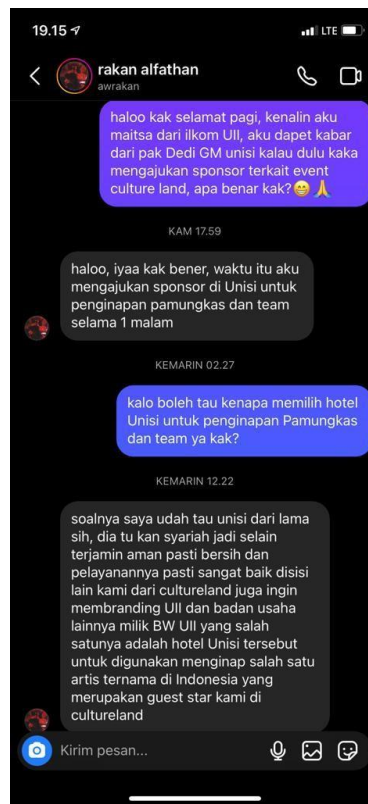 19.15
LTE
rakan alfathan
awrakan
haloo kak selamat pagi, kenalin aku
maitsa dari ilkom UII, aku dapet kabar
dari pak Dedi GM unisi kalau dulu kaka
mengajukan sponsor terkait event
culture land, apa benar kak?😁🙏
KAM 17.59
haloo, iyaa kak bener, waktu itu aku
mengajukan sponsor di Unisi untuk
penginapan pamungkas dan team
selama 1 malam
KEMARIN 02.27
kalo boleh tau kenapa memilih hotel
Unisi untuk penginapan Pamungkas
dan team ya kak?
KEMARIN 12.22
soalnya saya udah tau unisi dari lama
sih, dia tu kan syariah jadi selain
terjamin aman pasti bersih dan
pelayanannya pasti sangat baik disisi
lain kami dari cultureland juga ingin
membranding UII dan badan usaha
lainnya milik BW UII yang salah
satunya adalah hotel Unisi tersebut
untuk digunakan menginap salah satu
artis ternama di Indonesia yang
merupakan guest star kami di
cultureland
Kirim pesan...